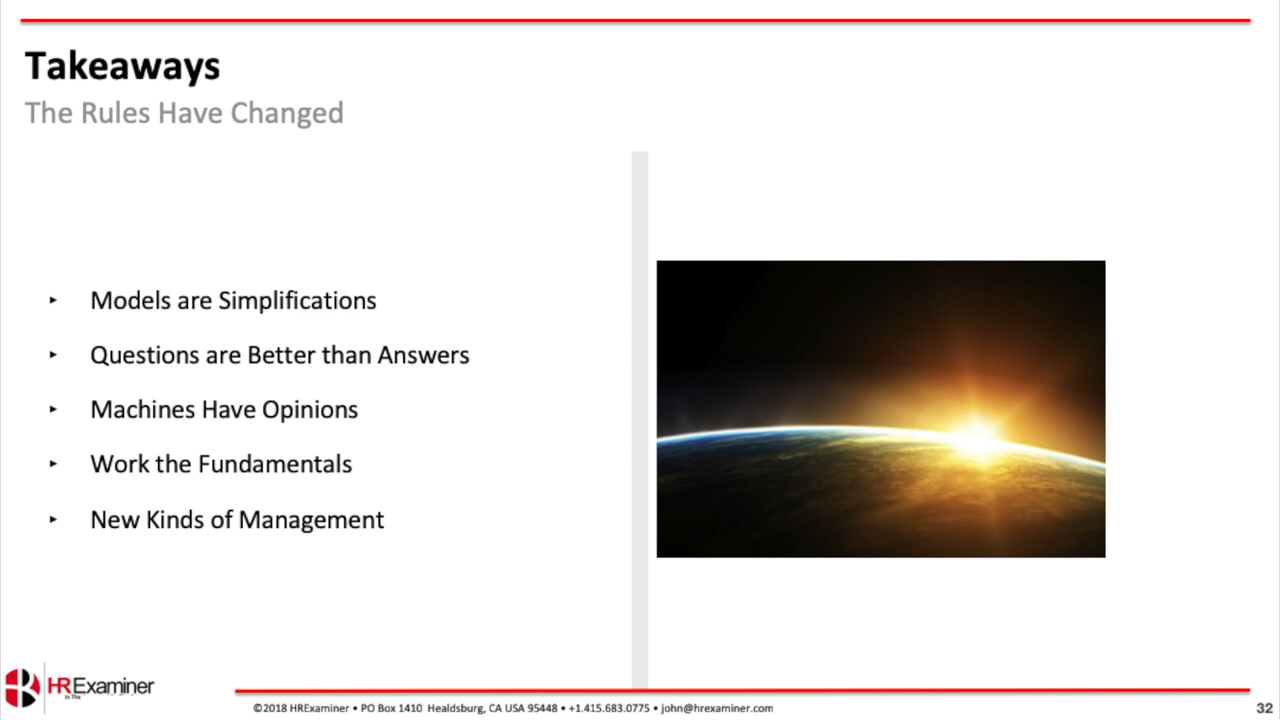 Takeaways
The Rules Have Changed
‣ Models are Simplifications
‣ Questions are Better than Answers
‣ Machines Have Opinions
‣ Work the Fundamentals
‣ New Kinds of Management
HRExaminer
In The
©2018 HRExaminer • PO Box 1410 Healdsburg, CA USA 95448 • +1.415.683.0775 • john@hrexaminer.com
32